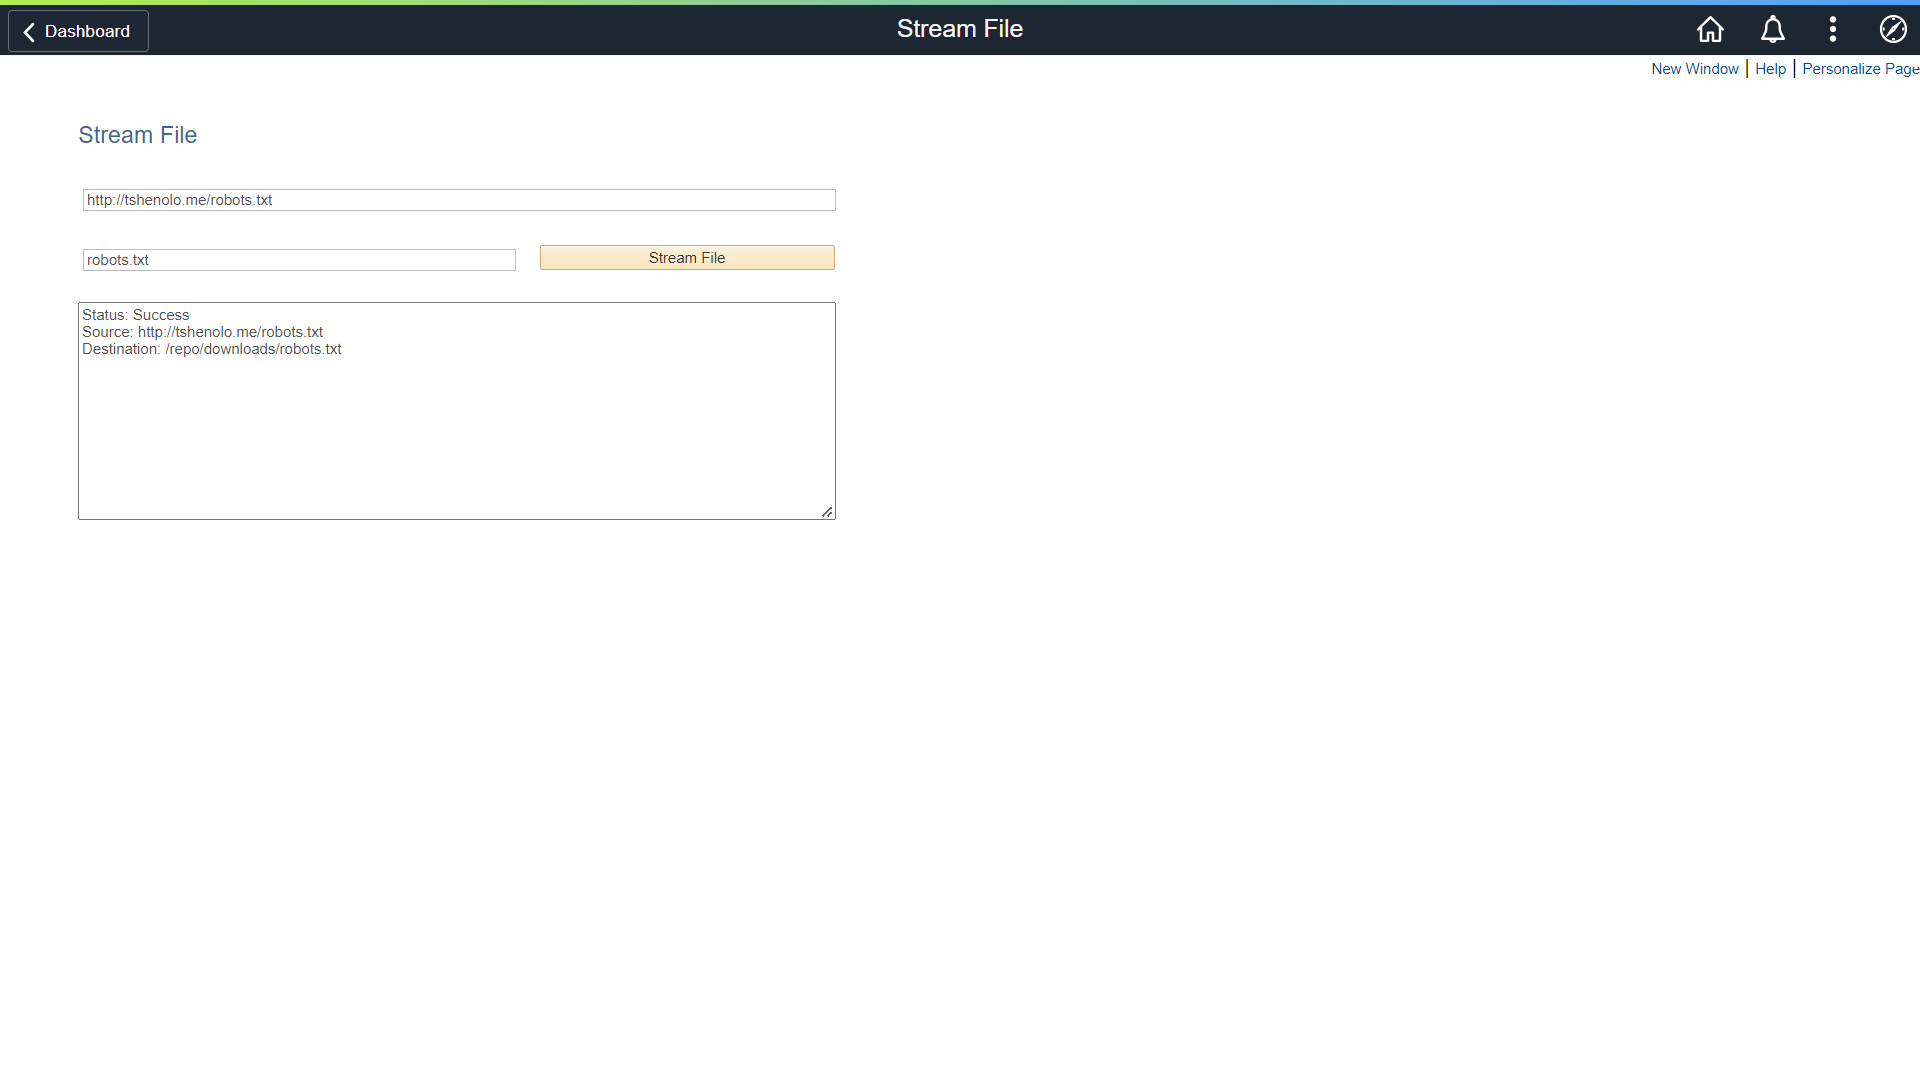 Dashboard
Stream File
New Window | Help | Personalize Page
Stream File
http://tshenolo.me/robots.txt
robots.txt
Stream File
Status: Success
Source: http://tshenolo.me/robots.txt
Destination: /repo/downloads/robots.txt